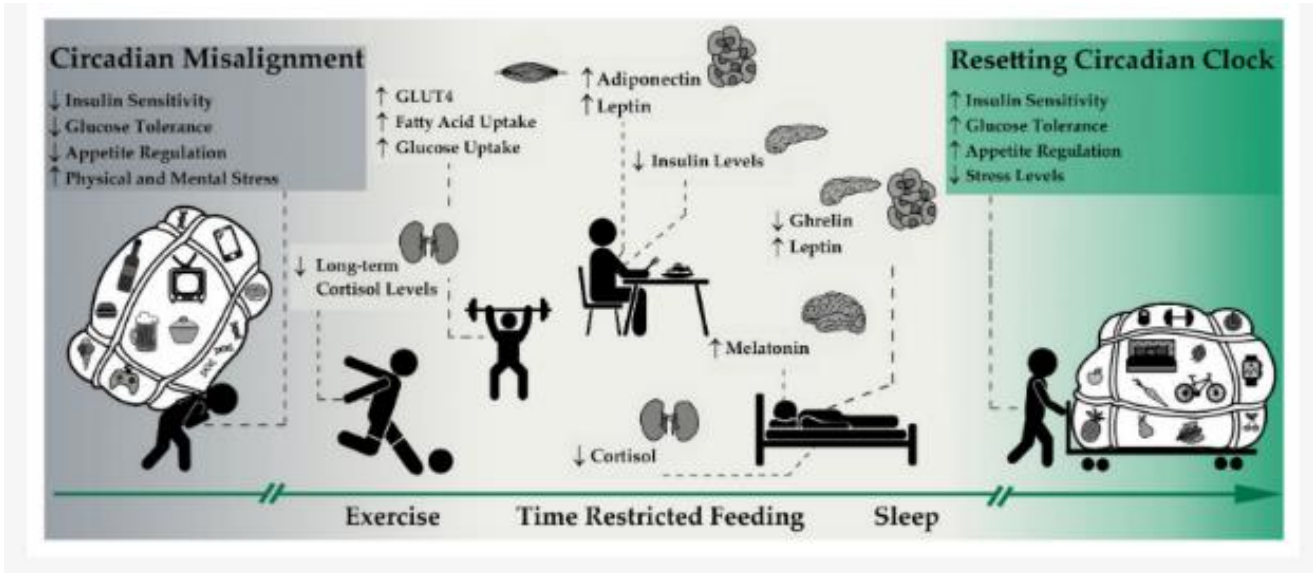 Circadian Misalignment
↓ Insulin Sensitivity
↓ Glucose Tolerance
↓ Appetite Regulation
↑ Physical and Mental Stress
↑ GLUT4
↑ Fatty Acid Uptake
↑ Glucose Uptake
↓ Long-term
Cortisol Levels
↑ Adiponectin
↑ Leptin
↓ Insulin Levels
↓ Ghrelin
↑ Leptin
↑ Melatonin
↓ Cortisol
Resetting Circadian Clock
↑ Insulin Sensitivity
↑ Glucose Tolerance
↑ Appetite Regulation
↓ Stress Levels
Exercise
Time Restricted Feeding
Sleep